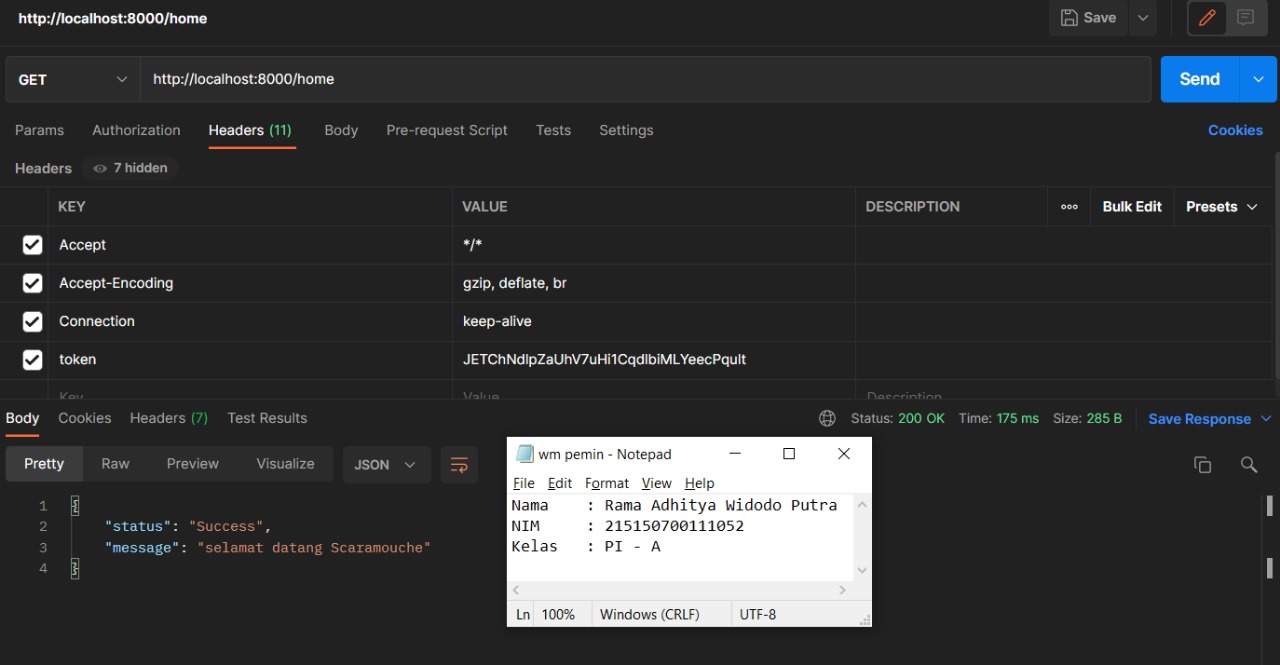 http://localhost:8000/home
Save
GET http://localhost:8000/home Send
Params Authorization Headers (11) Body Pre-request Script Tests Settings Cookies
Headers 7 hidden
KEY VALUE DESCRIPTION Bulk Edit Presets
Accept */*
Accept-Encoding gzip, deflate, br
Connection keep-alive
token JETChNdlpZaUhV7uHi1CqdlbiMLYeecPqult
Key Value Description
Body Cookies Headers (7) Test Results Status: 200 OK Time: 175 ms Size: 285 B Save Response
Pretty Raw Preview Visualize JSON
1 {
2 "status": "Success",
3 "message": "selamat datang Scaramouche"
4 }
wm pemin - Notepad
File Edit Format View Help
Nama : Rama Adhitya Widodo Putra
NIM : 215150700111052
Kelas : PI - A
Ln 100% Windows (CRLF) UTF-8